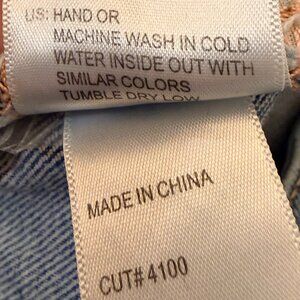 US: HAND OR
MACHINE WASH IN COLD
WATER INSIDE OUT WITH
SIMILAR COLORS
TUMBLE DRY LOW
MADE IN CHINA
CUT# 4100